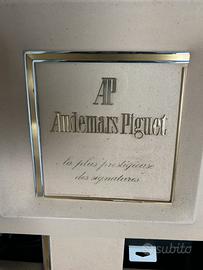 AP
Audemars Piguet
la plus prestigieuse
des signatures
subito